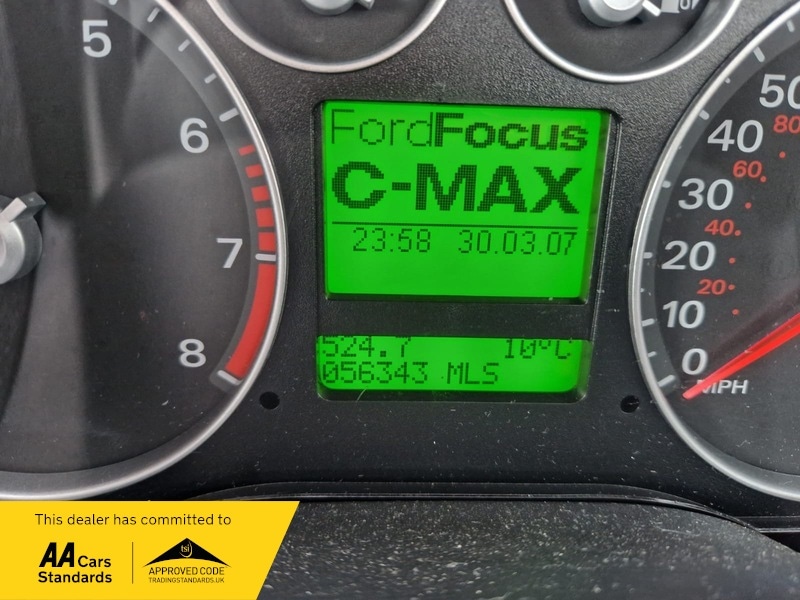 5
6
7
8
FordFocus
C-MAX
23:58 30.03.07
524.7 10°C
056343 MLS
50
40
30
20
10
0
80
60
40
20
MPH
This dealer has committed to
AA Cars
Standards
tsi
APPROVED CODE
TRADINGSTANDARDS.UK